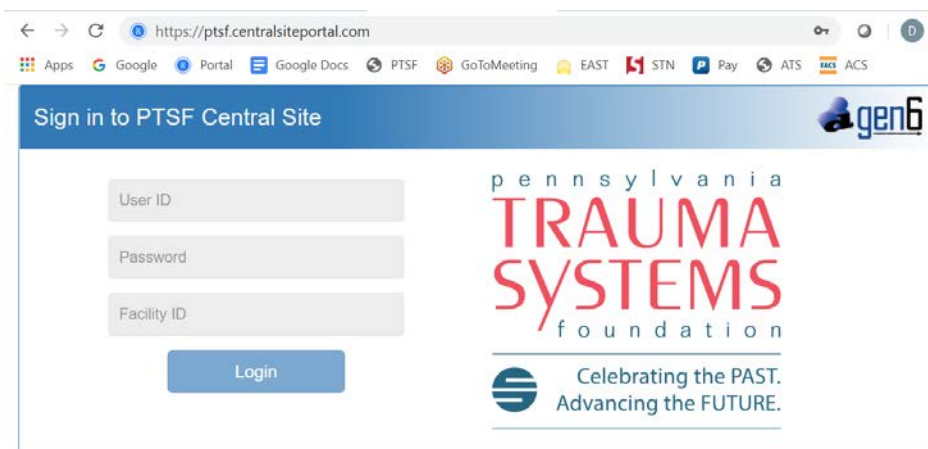 https://ptsf.centralsiteportal.com
D
Apps Google Portal Google Docs PTSF GoToMeeting EAST STN Pay ATS ACS
Sign in to PTSF Central Site
gen6
User ID
Password
Facility ID
Login
pennsylvania
TRAUMA
SYSTEMS
foundation
Celebrating the PAST.
Advancing the FUTURE.